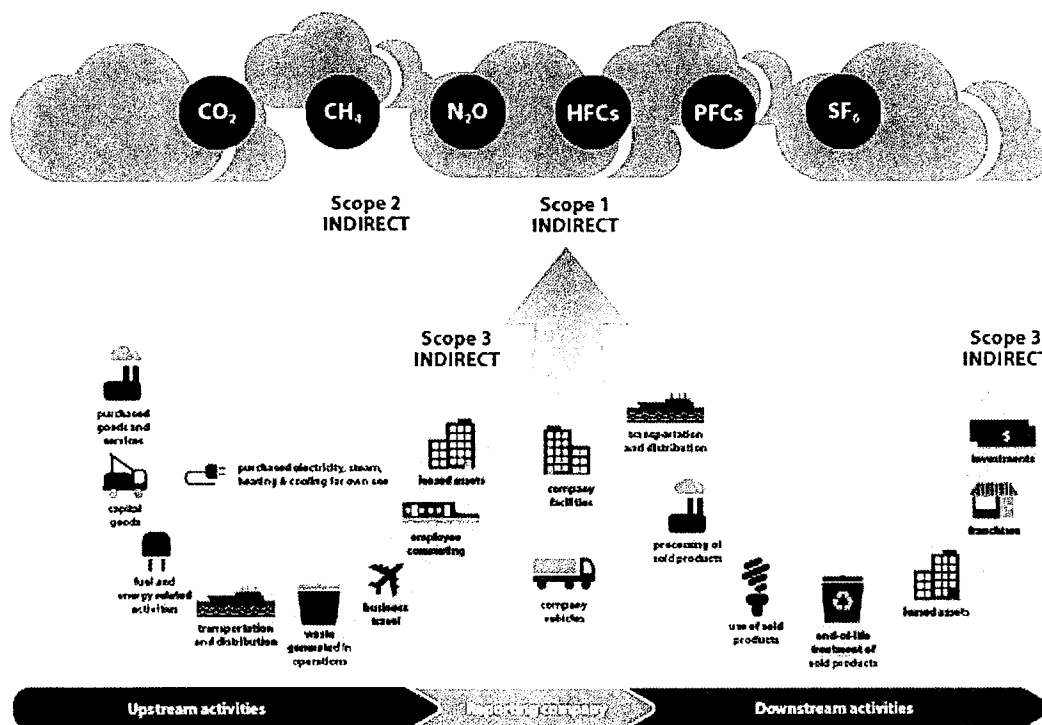 CO₂
CH₄
N₂O
HFCs
PFCs
SF₆
Scope 2
INDIRECT
Scope 1
INDIRECT
Scope 3
INDIRECT
Scope 3
INDIRECT
purchased
goods and
services
capital
goods
fuel and
energy related
activities
purchased electricity, steam,
heating & cooling for own use
transportation
and distribution
waste
generated in
operations
business
travel
employee
commuting
leased assets
company
facilities
company
vehicles
transportation
and distribution
processing of
sold products
use of sold
products
end-of-life
treatment of
sold products
leased assets
franchises
investments
$
Upstream activities
Reporting company
Downstream activities